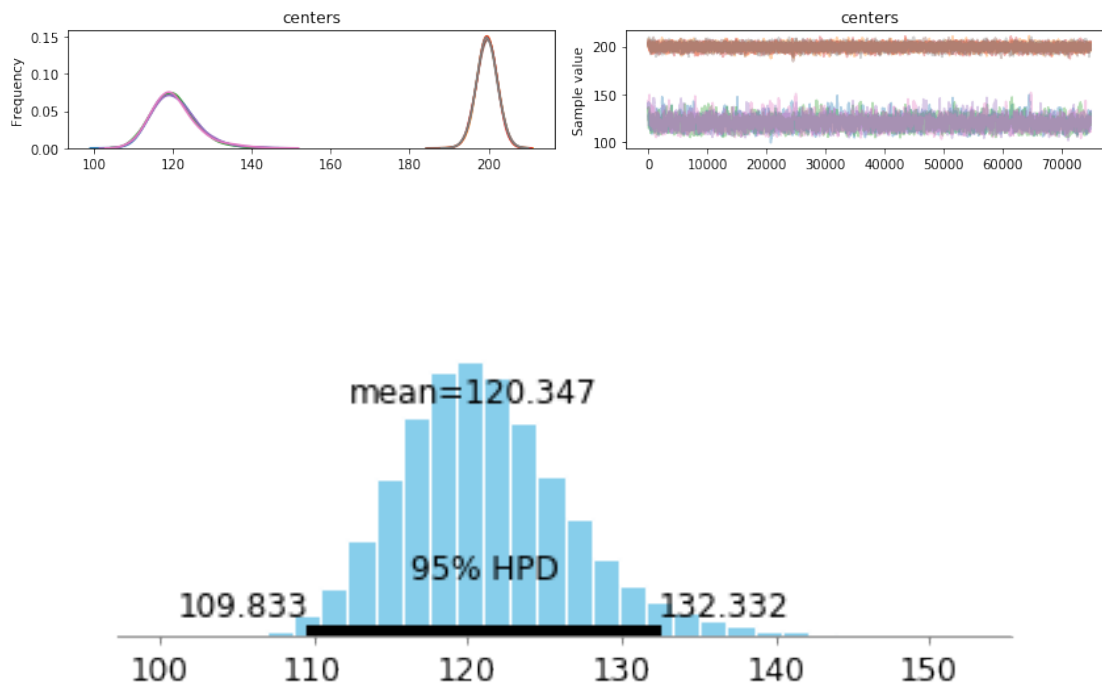 centers
0.15
0.10
0.05
0.00
Frequency
100 120 140 160 180 200
centers
200
150
100
Sample value
0 10000 20000 30000 40000 50000 60000 70000
mean=120.347
95% HPD
109.833 132.332
100 110 120 130 140 150